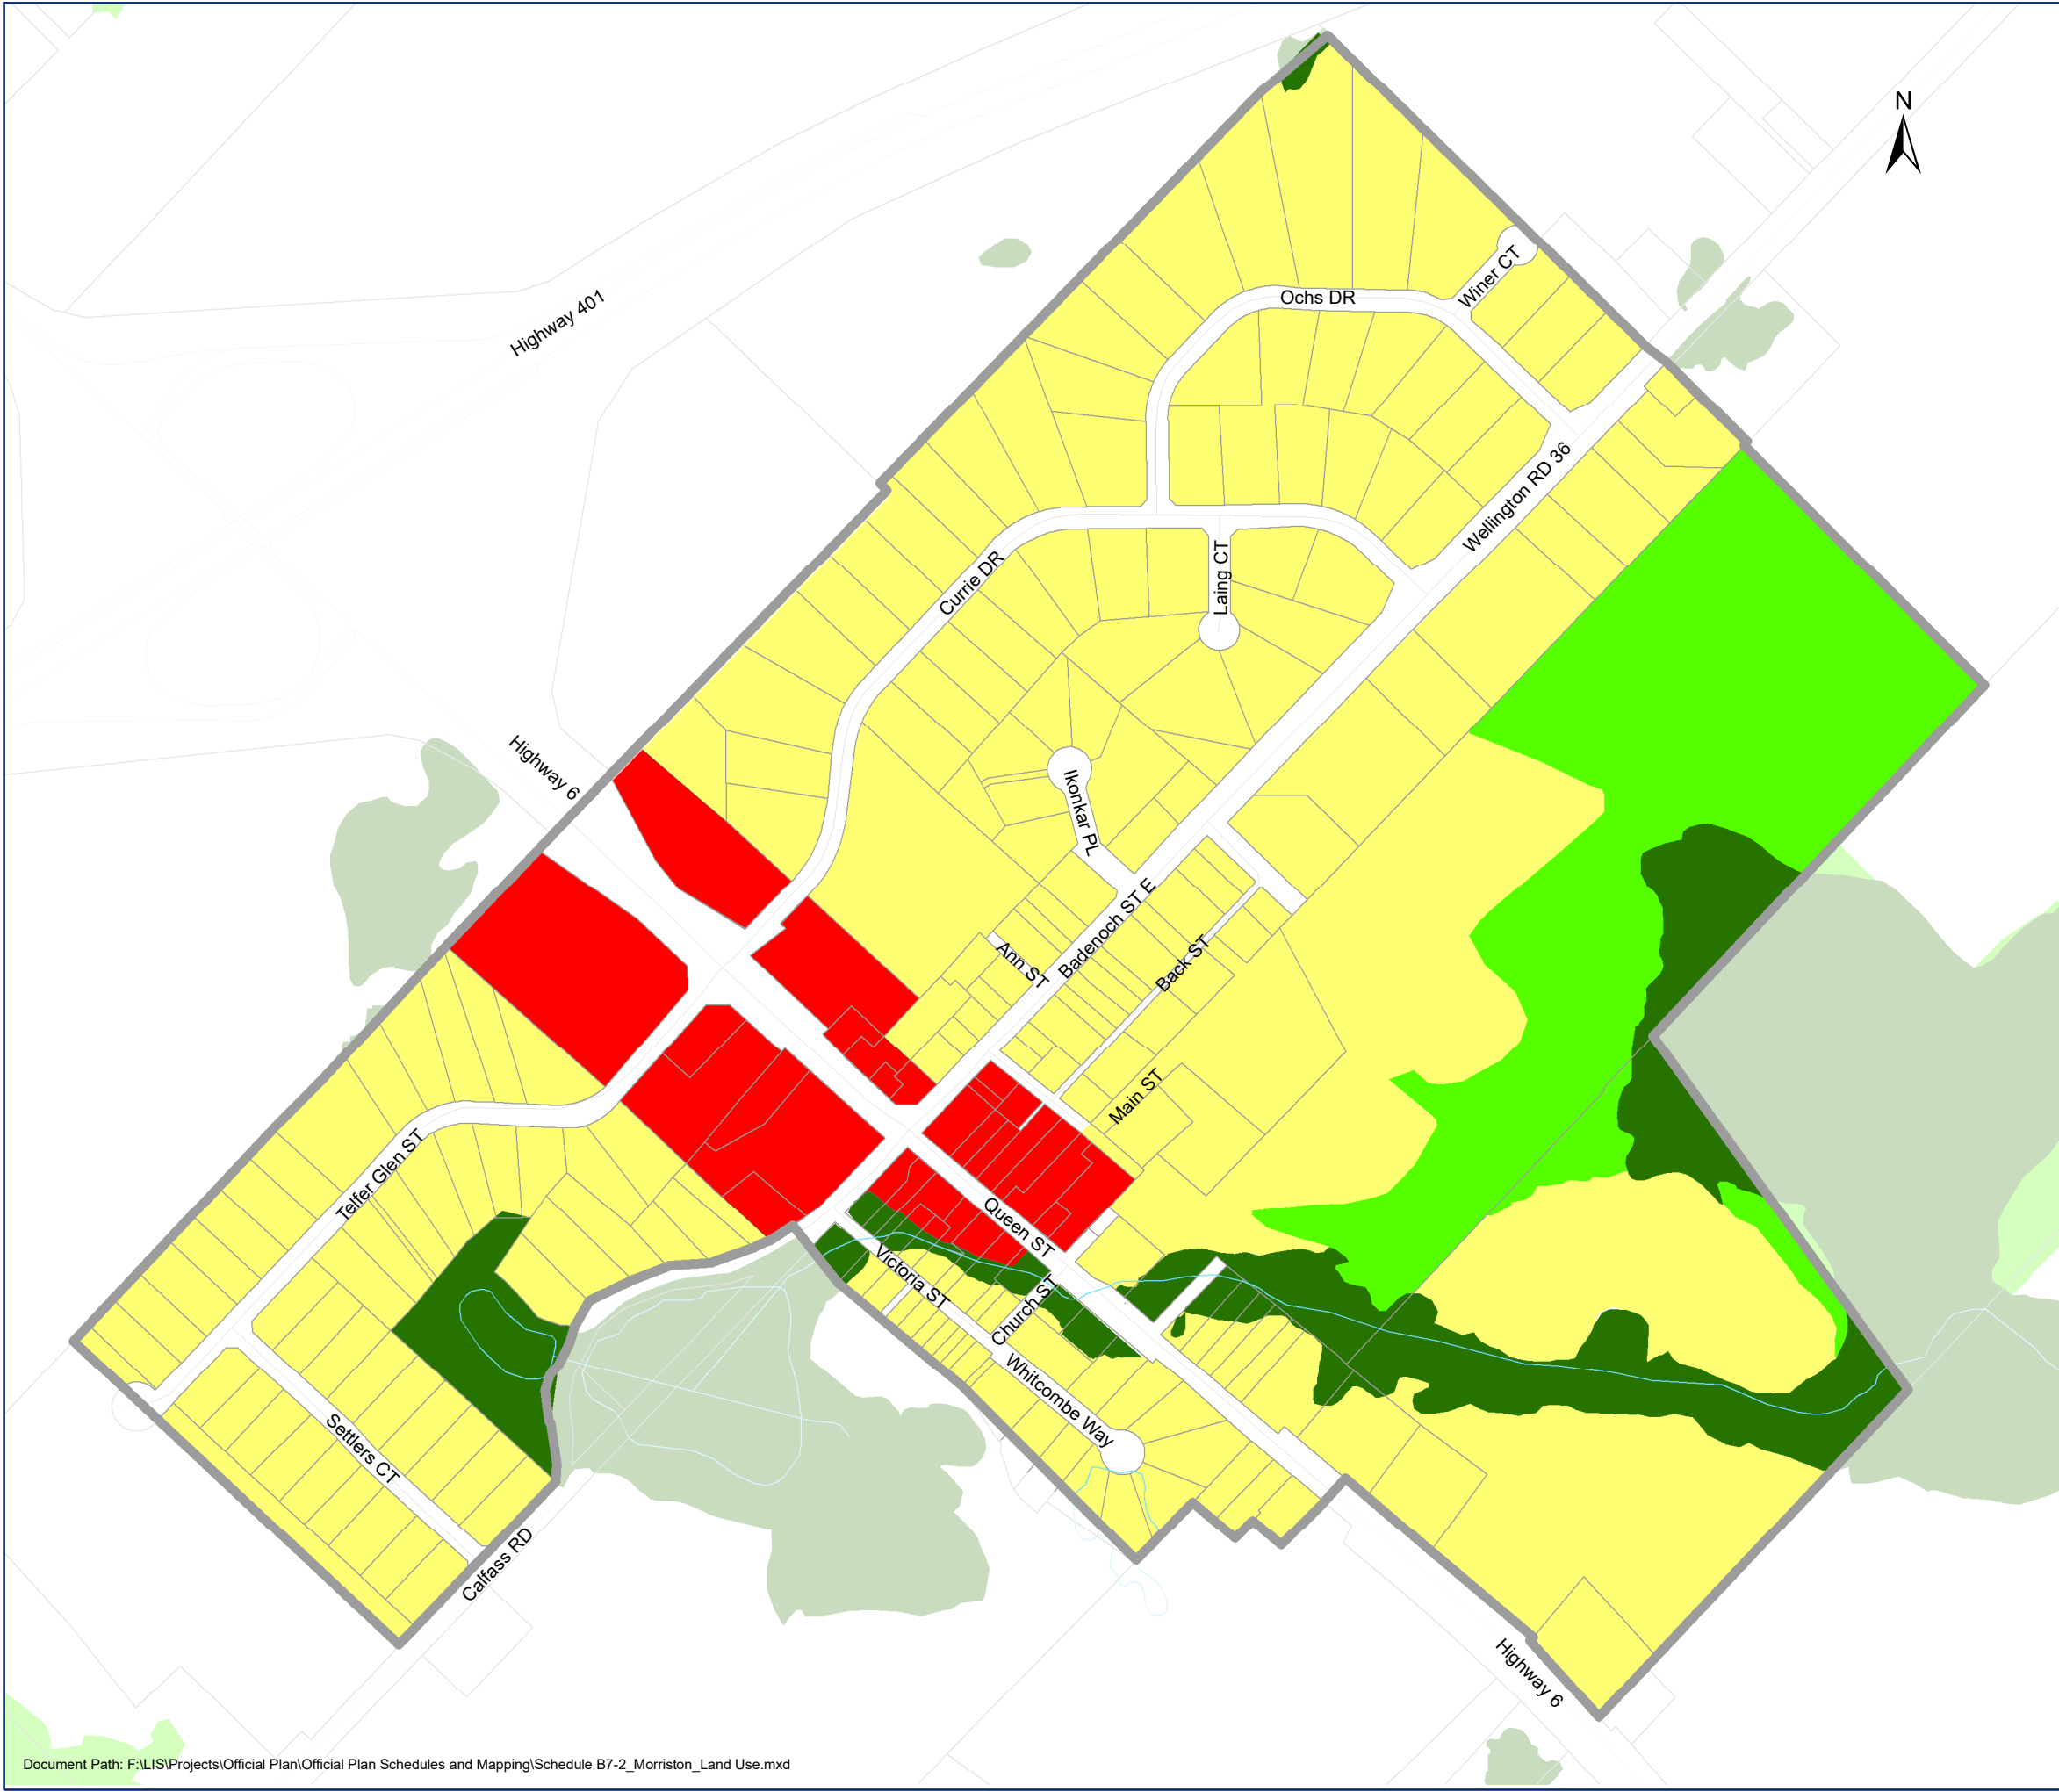 N
Highway 401
Ochs DR
Winer CT
Wellington RD 36
Currie DR
Laing CT
Highway 6
Ikonkar PL
Badenoch ST E
Ann ST
Back ST
Main ST
Telfer Glen ST
Queen ST
Victoria ST
Church ST
Whitcombe Way
Settlers CT
Calfass RD
Highway 6
Document Path: F:\LIS\Projects\Official Plan\Official Plan Schedules and Mapping\Schedule B7-2_Morriston_Land Use.mxd